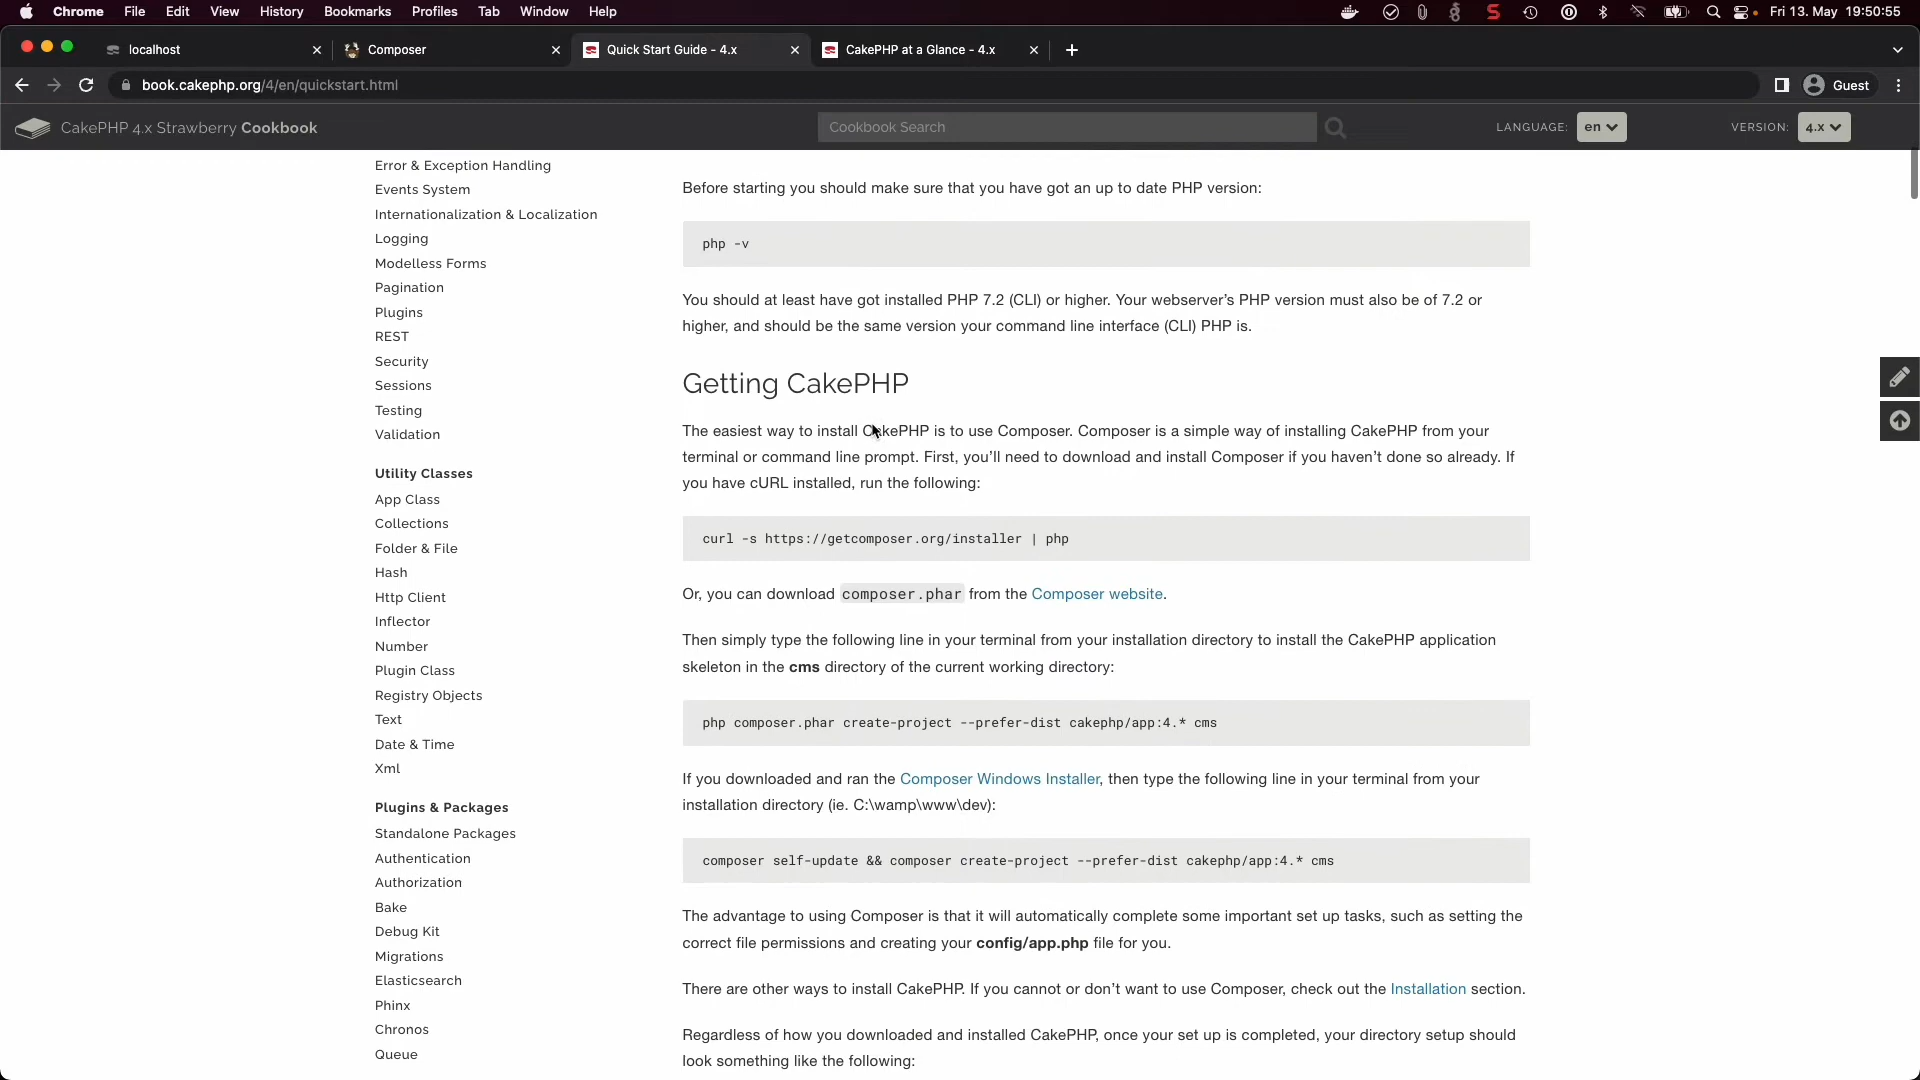 Chrome File Edit View History Bookmarks Profiles Tab Window Help Fri 13. May 19:50:55
localhost Composer Quick Start Guide - 4.x CakePHP at a Glance - 4.x
book.cakephp.org/4/en/quickstart.html Guest
CakePHP 4.x Strawberry Cookbook Cookbook Search LANGUAGE: en VERSION: 4.x
Error & Exception Handling
Events System
Internationalization & Localization
Logging
Modelless Forms
Pagination
Plugins
REST
Security
Sessions
Testing
Validation
Utility Classes
App Class
Collections
Folder & File
Hash
Http Client
Inflector
Number
Plugin Class
Registry Objects
Text
Date & Time
Xml
Plugins & Packages
Standalone Packages
Authentication
Authorization
Bake
Debug Kit
Migrations
Elasticsearch
Phinx
Chronos
Queue
Before starting you should make sure that you have got an up to date PHP version:
php -v
You should at least have got installed PHP 7.2 (CLI) or higher. Your webserver's PHP version must also be of 7.2 or
higher, and should be the same version your command line interface (CLI) PHP is.
Getting CakePHP
The easiest way to install CakePHP is to use Composer. Composer is a simple way of installing CakePHP from your
terminal or command line prompt. First, you'll need to download and install Composer if you haven't done so already. If
you have cURL installed, run the following:
curl -s https://getcomposer.org/installer | php
Or, you can download composer.phar from the Composer website.
Then simply type the following line in your terminal from your installation directory to install the CakePHP application
skeleton in the cms directory of the current working directory:
php composer.phar create-project --prefer-dist cakephp/app:4.* cms
If you downloaded and ran the Composer Windows Installer, then type the following line in your terminal from your
installation directory (ie. C:\wamp\www\dev):
composer self-update && composer create-project --prefer-dist cakephp/app:4.* cms
The advantage to using Composer is that it will automatically complete some important set up tasks, such as setting the
correct file permissions and creating your config/app.php file for you.
There are other ways to install CakePHP. If you cannot or don't want to use Composer, check out the Installation section.
Regardless of how you downloaded and installed CakePHP, once your set up is completed, your directory setup should
look something like the following: